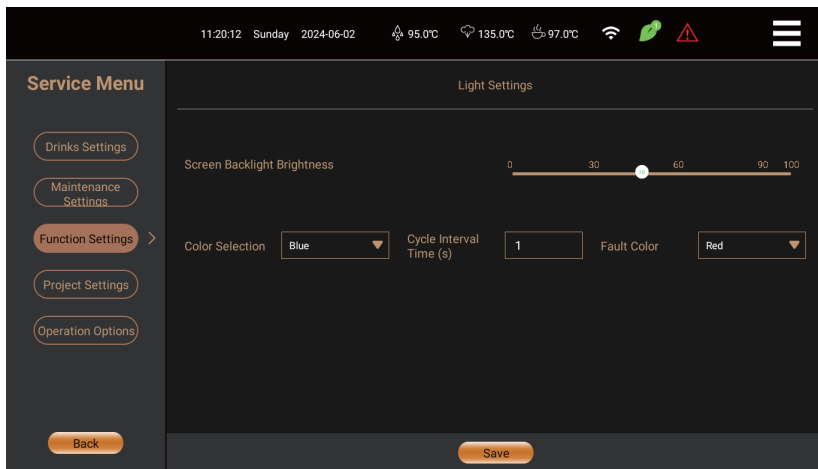 11:20:12 Sunday 2024-06-02 95.0℃ 135.0℃ 97.0℃ 1
Service Menu
Light Settings
Drinks Settings
Maintenance
Settings
Function Settings >
Project Settings
Operation Options
Screen Backlight Brightness
0 30 60 90 100
Color Selection Blue
Cycle Interval
Time (s) 1
Fault Color Red
Back
Save